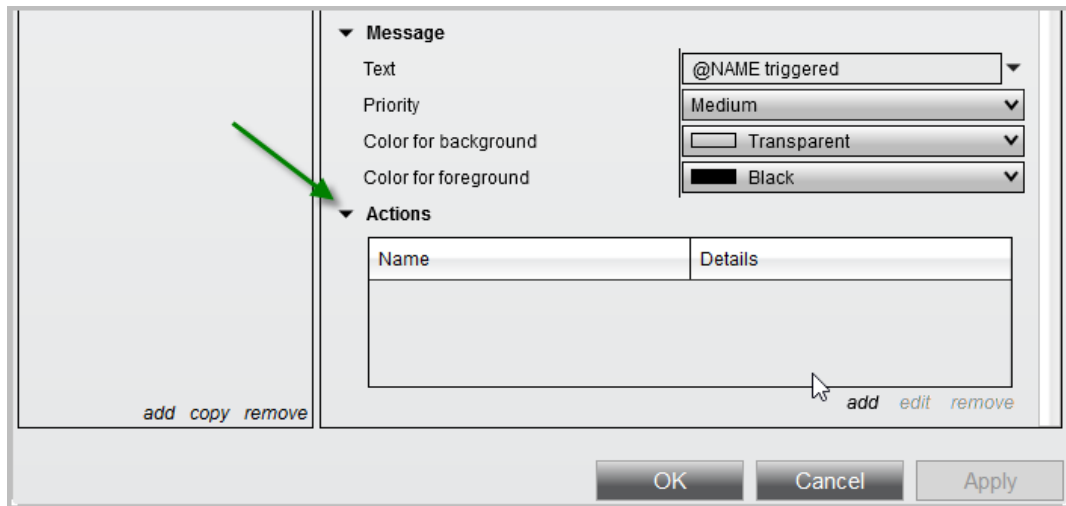 Message
Text @NAME triggered
Priority Medium
Color for background Transparent
Color for foreground Black
Actions
Name Details
add edit remove
add copy remove
OK Cancel Apply